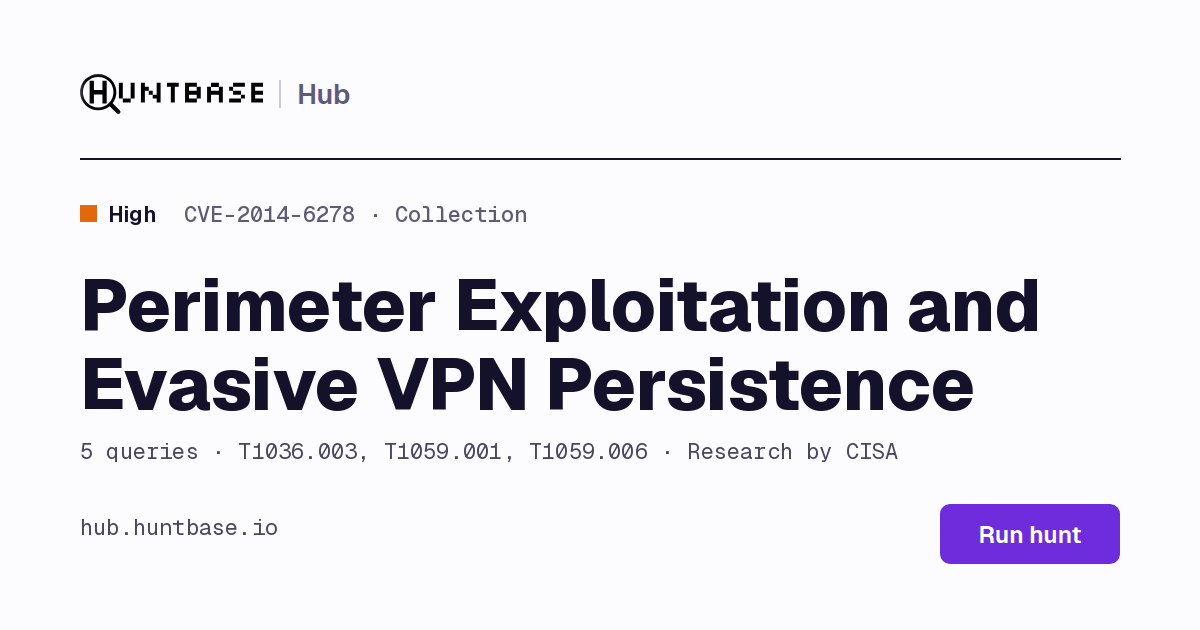 HUNTBASE | Hub
High CVE-2014-6278 · Collection
Perimeter Exploitation and
Evasive VPN Persistence
5 queries · T1036.003, T1059.001, T1059.006 · Research by CISA
hub.huntbase.io
Run hunt